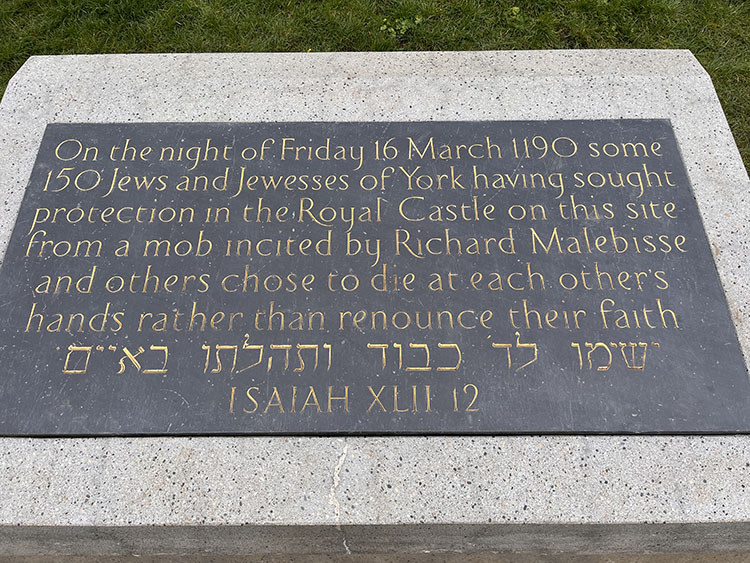 On the night of Friday 16 March 1190 some
150 Jews and Jewesses of York having sought
protection in the Royal Castle on this site
from a mob incited by Richard Malebisse
and others chose to die at each other's
hands rather than renounce their faith
ישימו לד׳ כבוד ותהלתו באיים
ISAIAH XLII 12